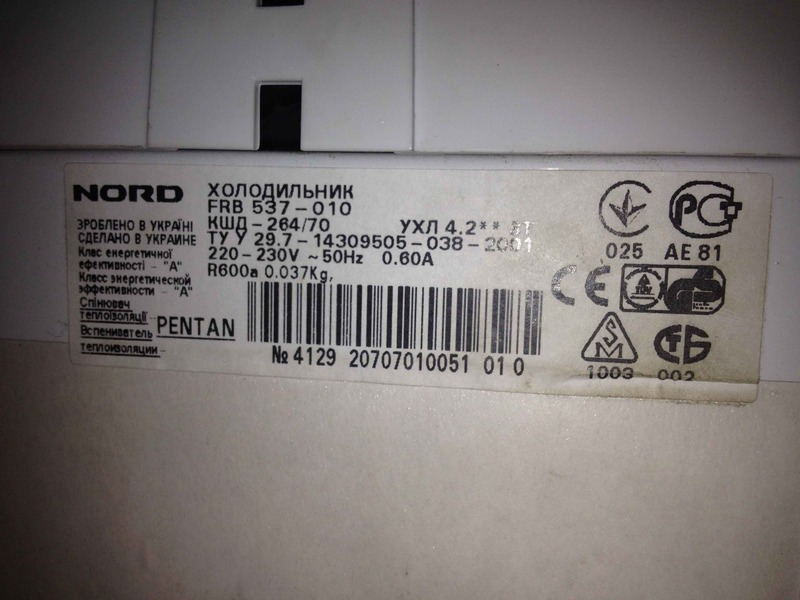 NORD
ХОЛОДИЛЬНИК
FRB 537-010
КШД-264/70 УХЛ 4.2**
ТУ У 29.7-14309505-038-2001
220-230V ~50Hz 0.60A
R600a 0.037Kg,
ЗРОБЛЕНО В УКРАЇНІ
СДЕЛАНО В УКРАИНЕ
Клас енергетичної
ефективності - "А"
Класс энергетической
эффективности - "А"
Спінювач
теплоізоляції
Вспениватель PENTAN
теплоизоляции
№ 4129 20707010051 01 0
025 АЕ 81
CE
1003 002